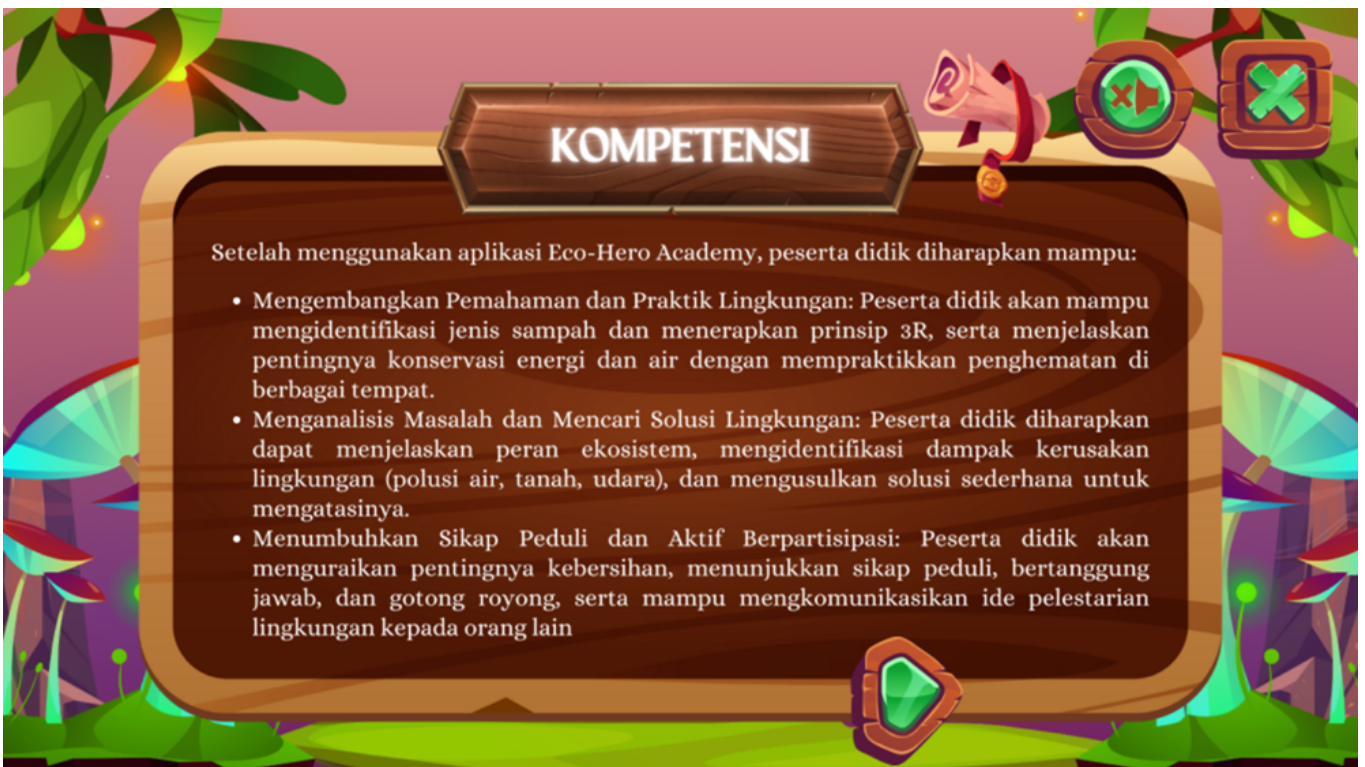 KOMPETENSI
Setelah menggunakan aplikasi Eco-Hero Academy, peserta didik diharapkan mampu:
• Mengembangkan Pemahaman dan Praktik Lingkungan: Peserta didik akan mampu
mengidentifikasi jenis sampah dan menerapkan prinsip 3R, serta menjelaskan
pentingnya konservasi energi dan air dengan mempraktikkan penghematan di
berbagai tempat.
• Menganalisis Masalah dan Mencari Solusi Lingkungan: Peserta didik diharapkan
dapat menjelaskan peran ekosistem, mengidentifikasi dampak kerusakan
lingkungan (polusi air, tanah, udara), dan mengusulkan solusi sederhana untuk
mengatasinya.
• Menumbuhkan Sikap Peduli dan Aktif Berpartisipasi: Peserta didik akan
menguraikan pentingnya kebersihan, menunjukkan sikap peduli, bertanggung
jawab, dan gotong royong, serta mampu mengkomunikasikan ide pelestarian
lingkungan kepada orang lain